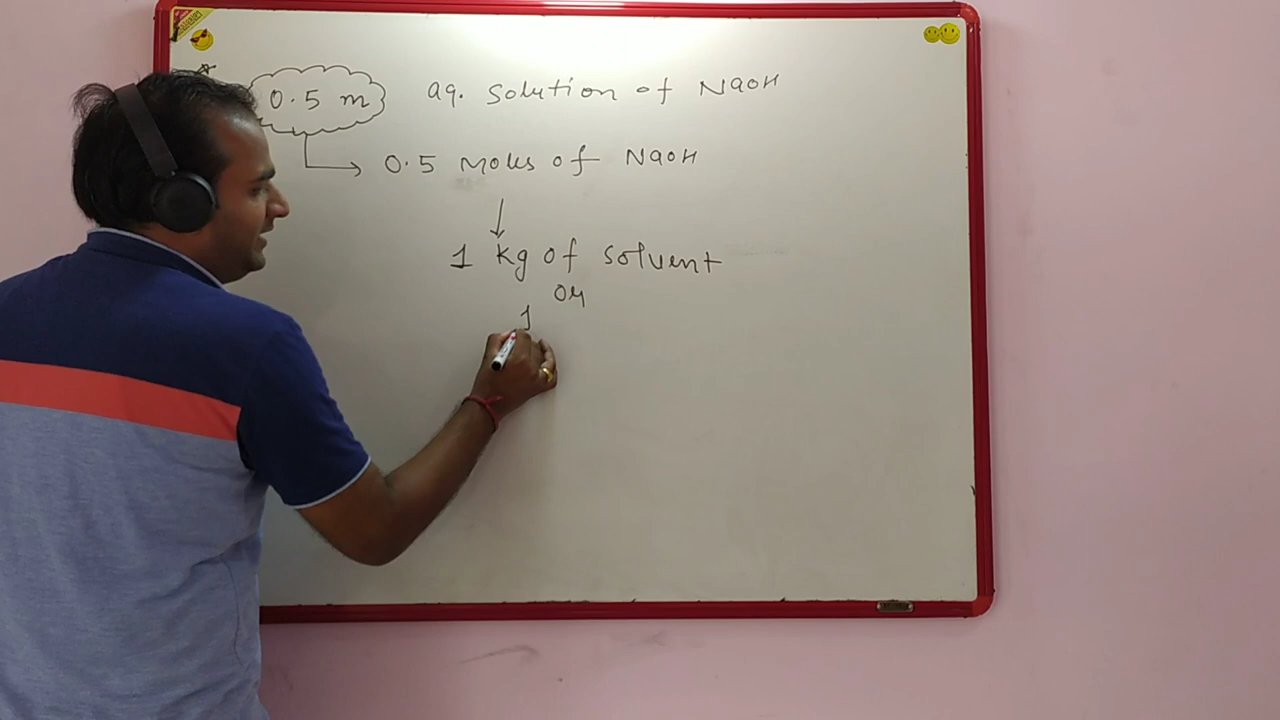 0.5 m aq. Solution of NaOH
0.5 Moles of NaOH
1 kg of solvent
or
1